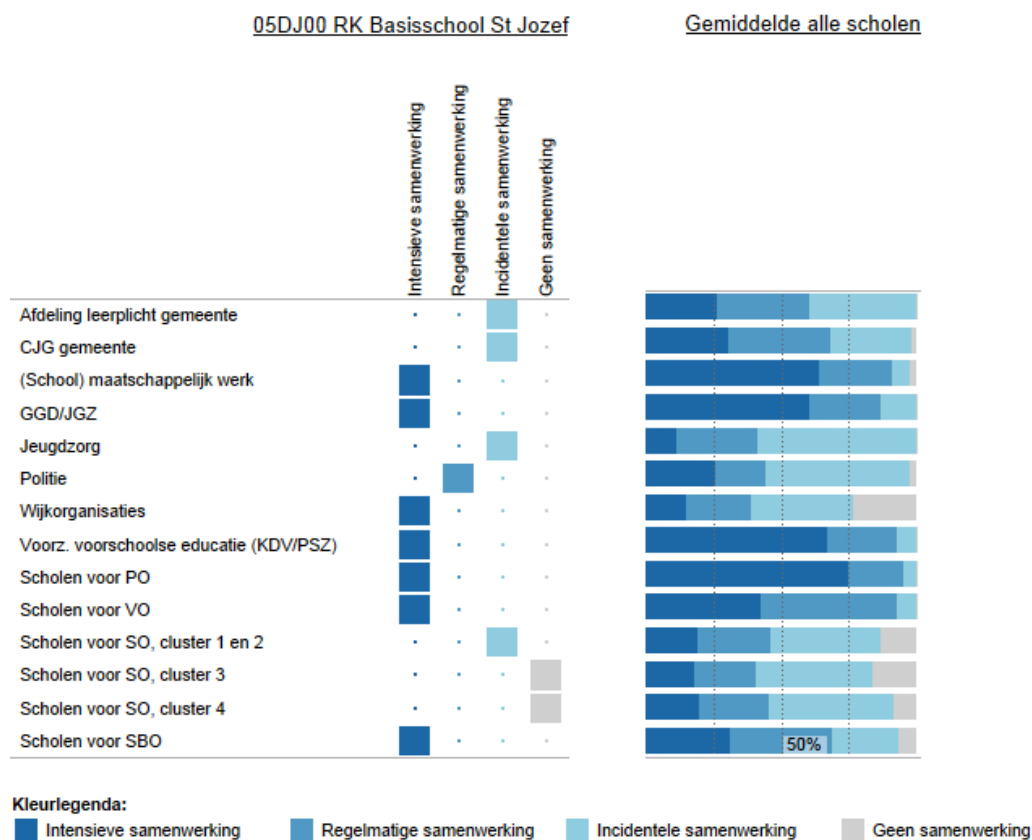 05DJ00 RK Basisschool St Jozef
Gemiddelde alle scholen
Intensieve samenwerking
Regelmatige samenwerking
Incidentele samenwerking
Geen samenwerking
Afdeling leerplicht gemeente
CJG gemeente
(School) maatschappelijk werk
GGD/JGZ
Jeugdzorg
Politie
Wijkorganisaties
Voorz. voorschoolse educatie (KDV/PSZ)
Scholen voor PO
Scholen voor VO
Scholen voor SO, cluster 1 en 2
Scholen voor SO, cluster 3
Scholen voor SO, cluster 4
Scholen voor SBO
50%
Kleurlegenda:
Intensieve samenwerking
Regelmatige samenwerking
Incidentele samenwerking
Geen samenwerking